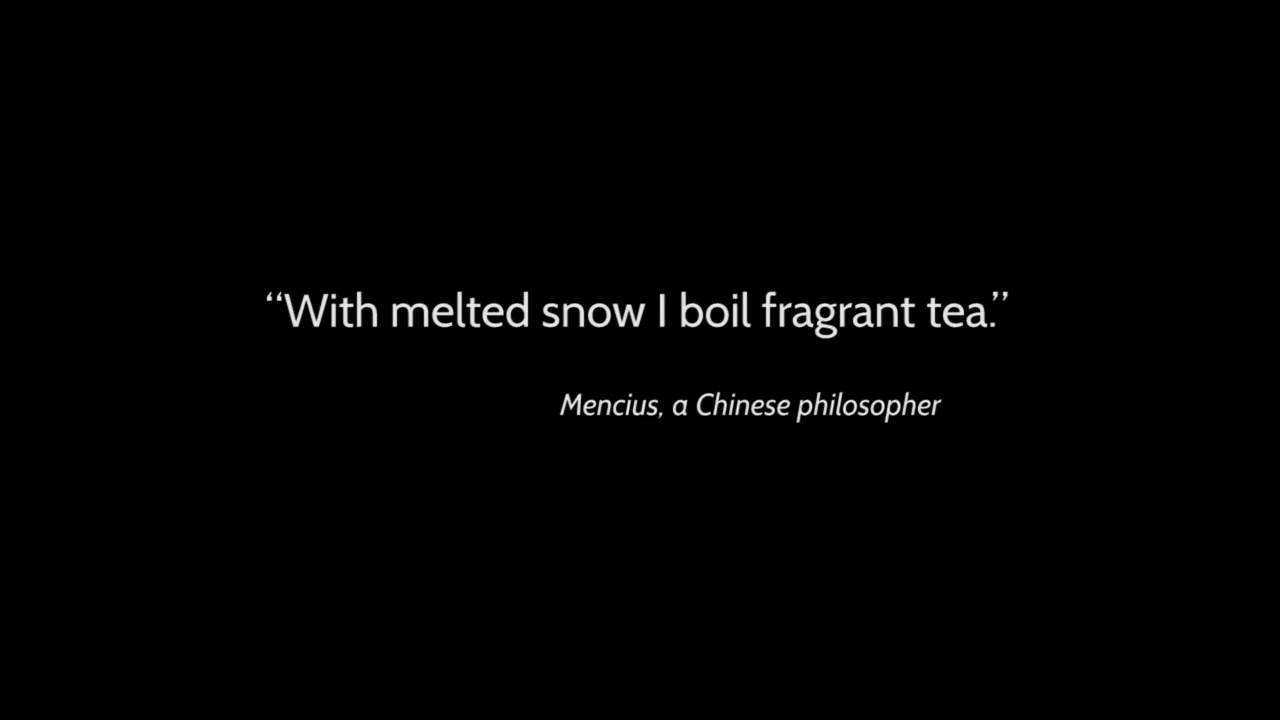 “With melted snow I boil fragrant tea.”
Mencius, a Chinese philosopher